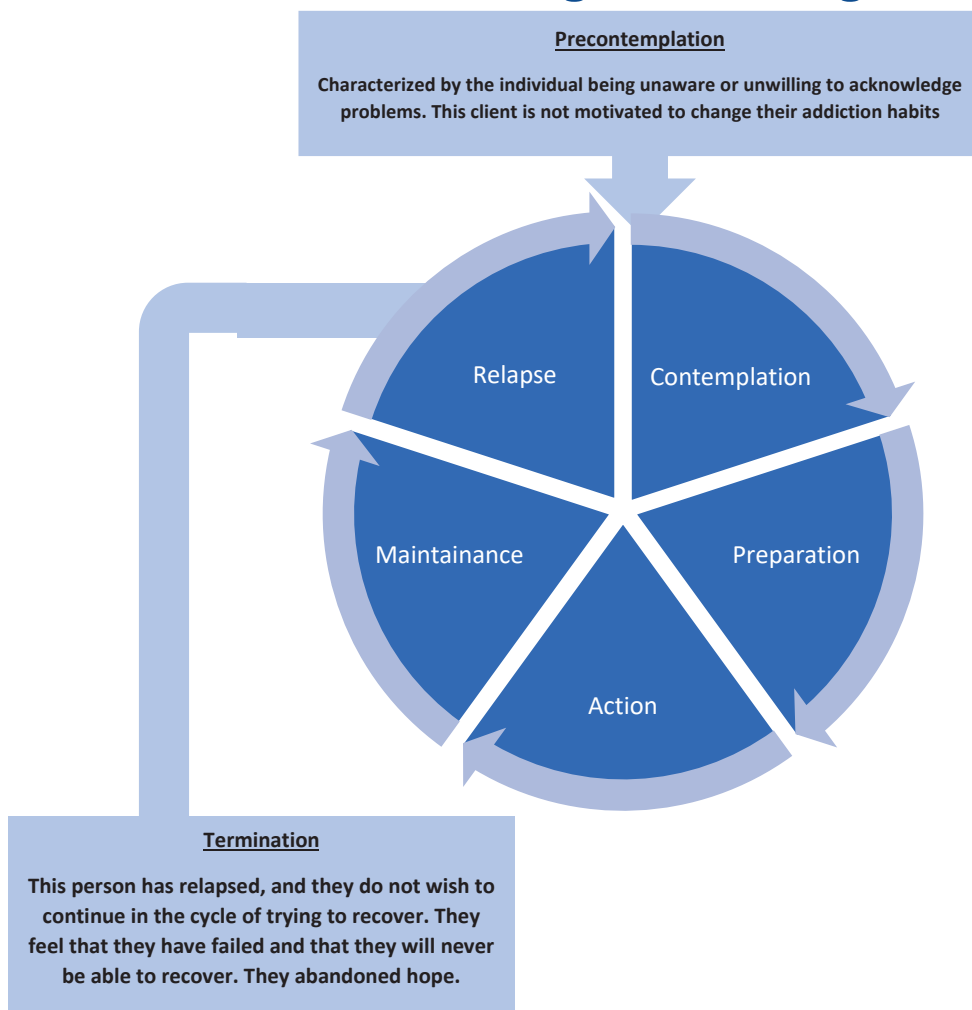 Precontemplation
Characterized by the individual being unaware or unwilling to acknowledge
problems. This client is not motivated to change their addiction habits
Relapse
Contemplation
Maintainance
Preparation
Action
Termination
This person has relapsed, and they do not wish to
continue in the cycle of trying to recover. They
feel that they have failed and that they will never
be able to recover. They abandoned hope.